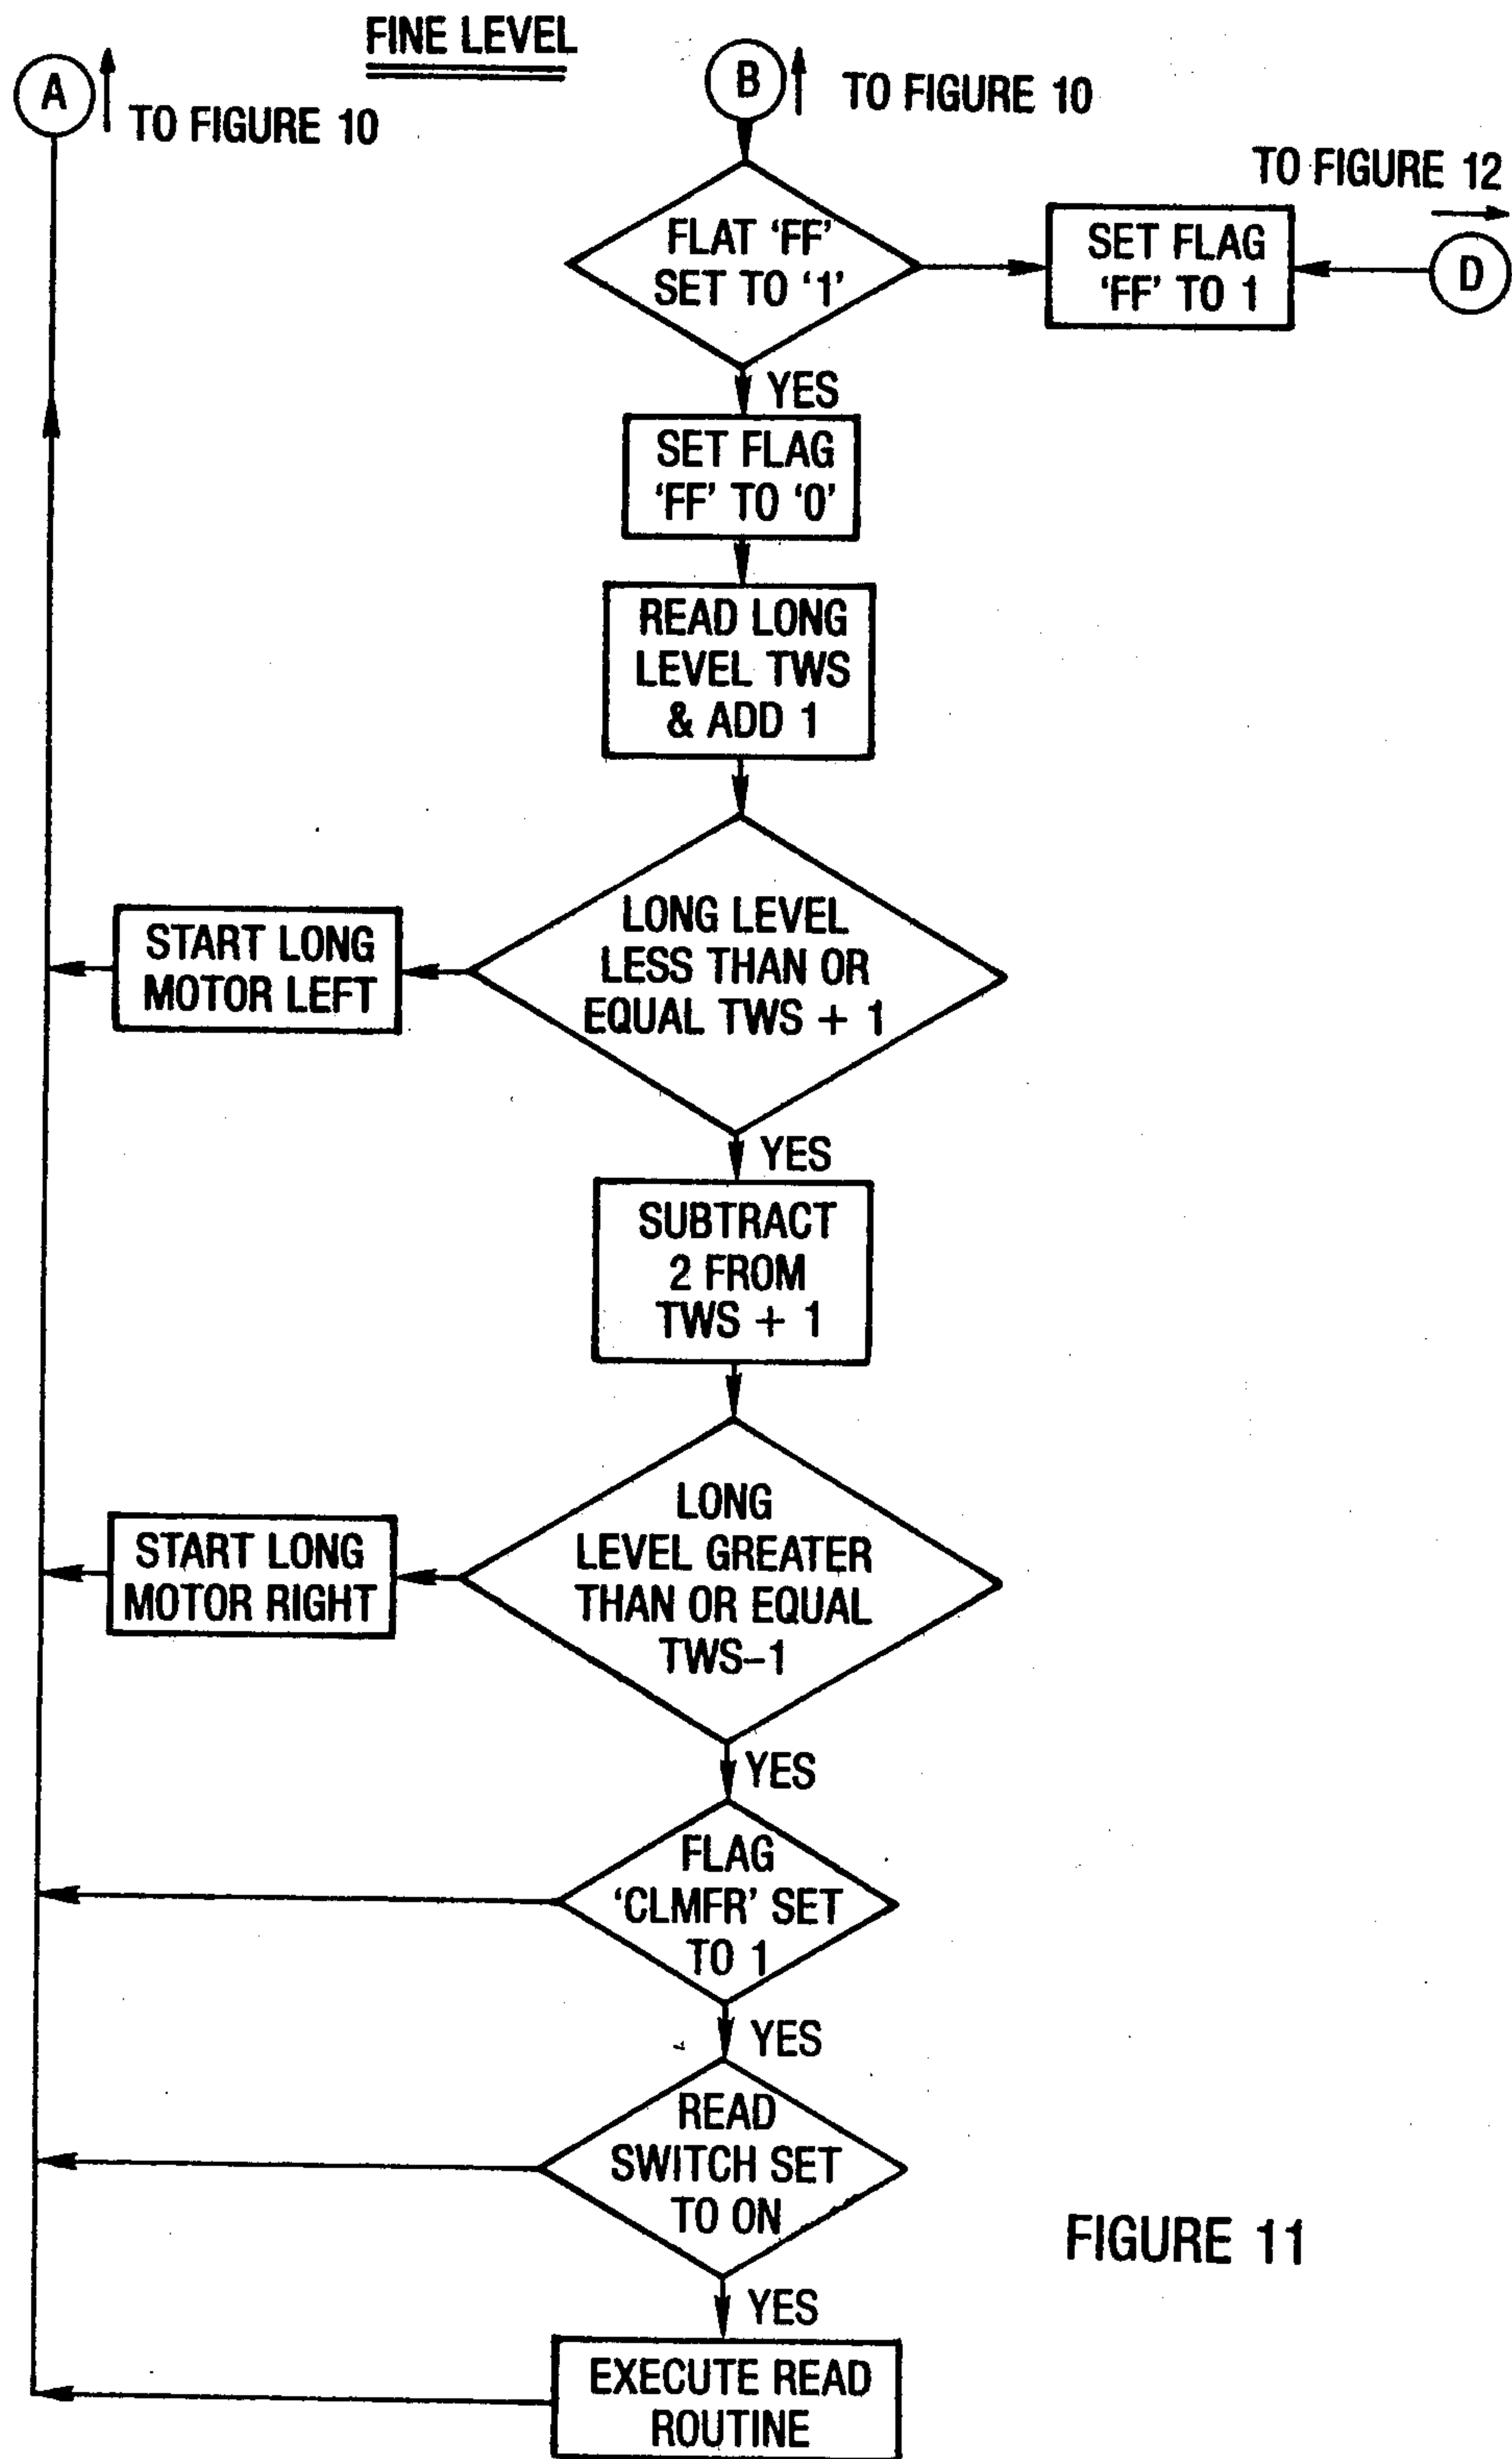 FINE LEVEL
A
TO FIGURE 10
B
TO FIGURE 10
TO FIGURE 12
FLAT ‘FF’
SET TO ‘1’
SET FLAG
‘FF’ TO 1
D
YES
SET FLAG
‘FF’ TO ‘0’
READ LONG
LEVEL TWS
& ADD 1
LONG LEVEL
LESS THAN OR
EQUAL TWS + 1
START LONG
MOTOR LEFT
YES
SUBTRACT
2 FROM
TWS + 1
LONG
LEVEL GREATER
THAN OR EQUAL
TWS–1
START LONG
MOTOR RIGHT
YES
FLAG
‘CLMFR’ SET
TO 1
YES
READ
SWITCH SET
TO ON
FIGURE 11
YES
EXECUTE READ
ROUTINE